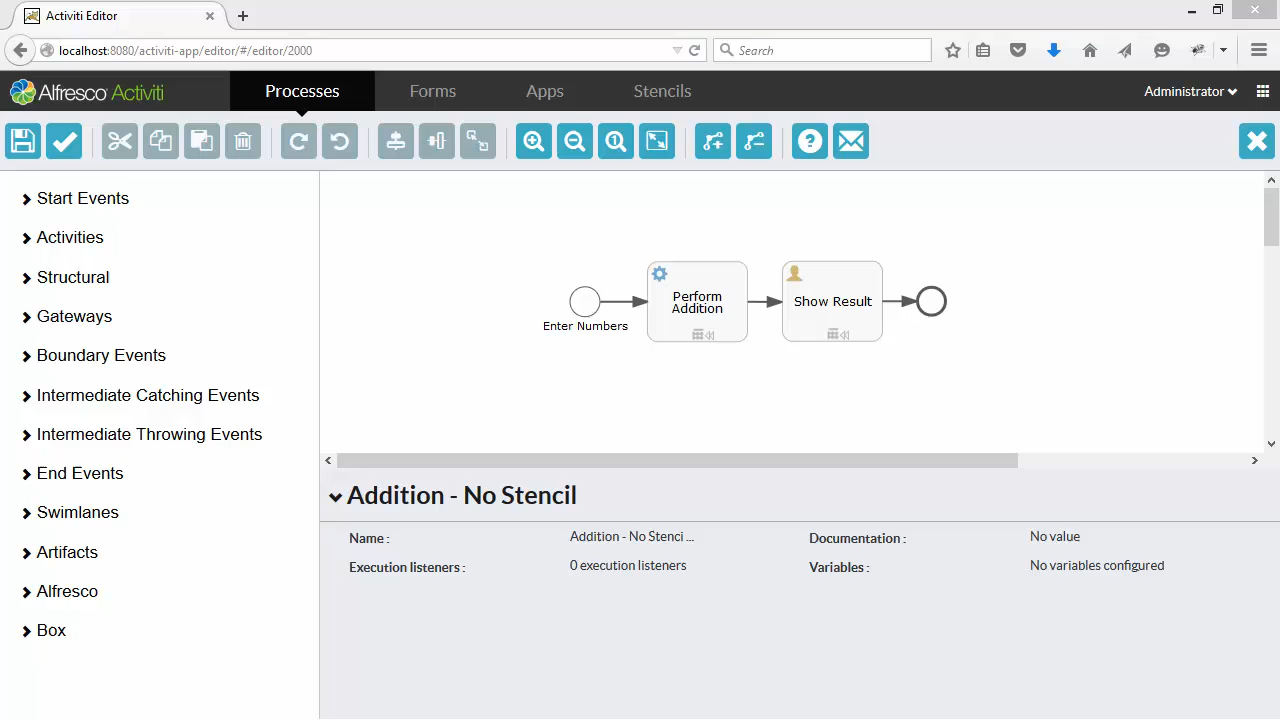 Activiti Editor
localhost:8080/activiti-app/editor/#/editor/2000
Search
Alfresco Activiti
Processes
Forms
Apps
Stencils
Administrator
Start Events
Activities
Structural
Gateways
Boundary Events
Intermediate Catching Events
Intermediate Throwing Events
End Events
Swimlanes
Artifacts
Alfresco
Box
Enter Numbers
Perform
Addition
Show Result
Addition - No Stencil
Name :
Addition - No Stenci ...
Documentation :
No value
Execution listeners :
0 execution listeners
Variables :
No variables configured